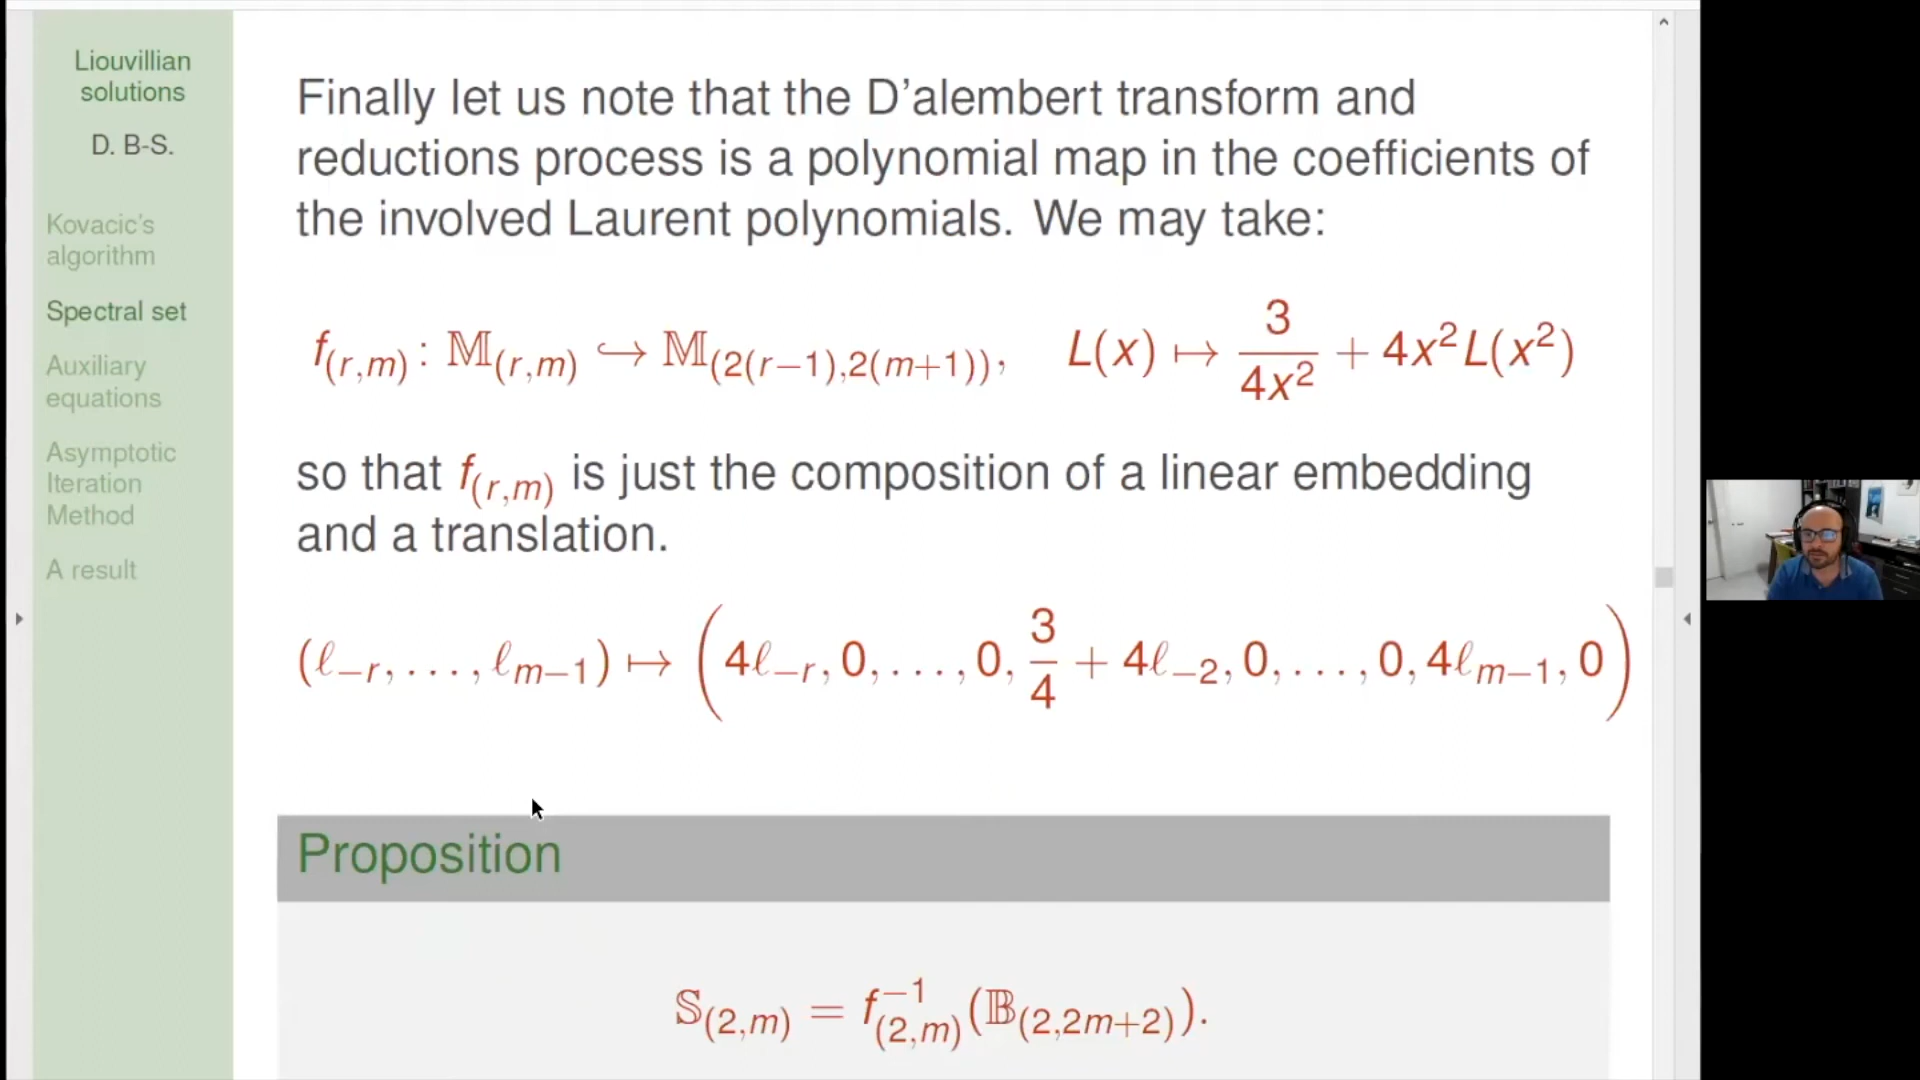 Liouvillian
solutions
D. B-S.
Kovacic's
algorithm
Spectral set
Auxiliary
equations
Asymptotic
Iteration
Method
A result
Finally let us note that the D'alembert transform and
reductions process is a polynomial map in the coefficients of
the involved Laurent polynomials. We may take:
f_{(r,m)} : 𝕄_{(r,m)} ↪ 𝕄_{(2(r−1),2(m+1))}, L(x) ↦ \frac{3}{4x^2} + 4x^2 L(x^2)
so that f_{(r,m)} is just the composition of a linear embedding
and a translation.
(ℓ_{−r}, . . . , ℓ_{m−1}) ↦ (4ℓ_{−r}, 0, . . . , 0, \frac{3}{4} + 4ℓ_{−2}, 0, . . . , 0, 4ℓ_{m−1}, 0)
Proposition
𝕊_{(2,m)} = f^{−1}_{(2,m)}(𝔹_{(2,2m+2)}).